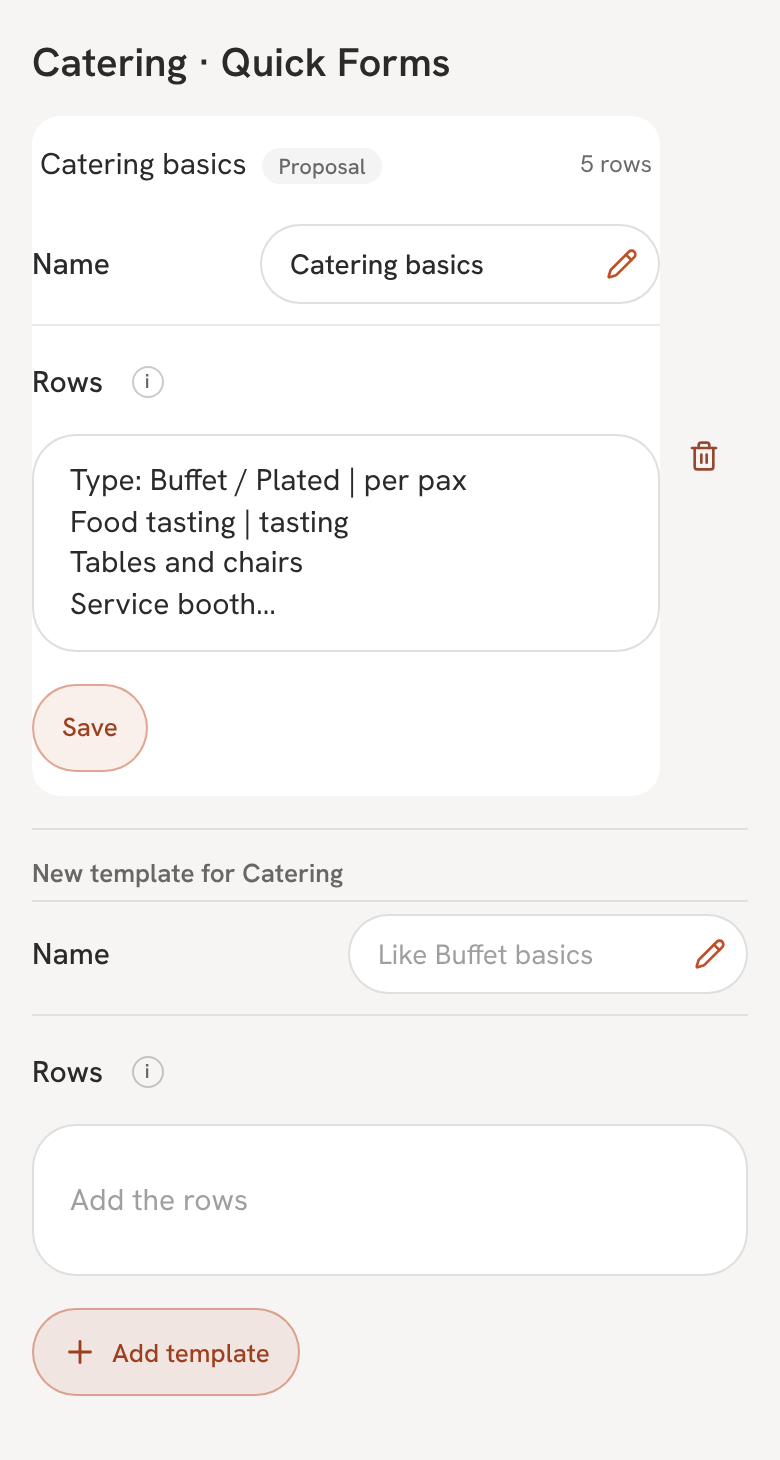 Catering · Quick Forms
Catering basics Proposal 5 rows
Name Catering basics
Rows i
Type: Buffet / Plated | per pax
Food tasting | tasting
Tables and chairs
Service booth...
Save
New template for Catering
Name Like Buffet basics
Rows i
Add the rows
+ Add template